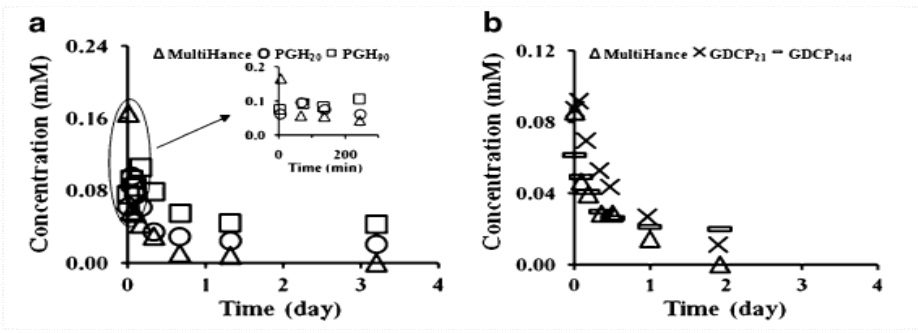 a
0.24
0.16
0.08
0.00
Concentration (mM)
MultiHance PGH20 PGH90
0.2
0.1
0.0
0
200
Time (min)
0
1
2
3
4
Time (day)
b
0.12
0.08
0.04
0.00
Concentration (mM)
MultiHance GDCP21 GDCP144
0
1
2
3
4
Time (day)